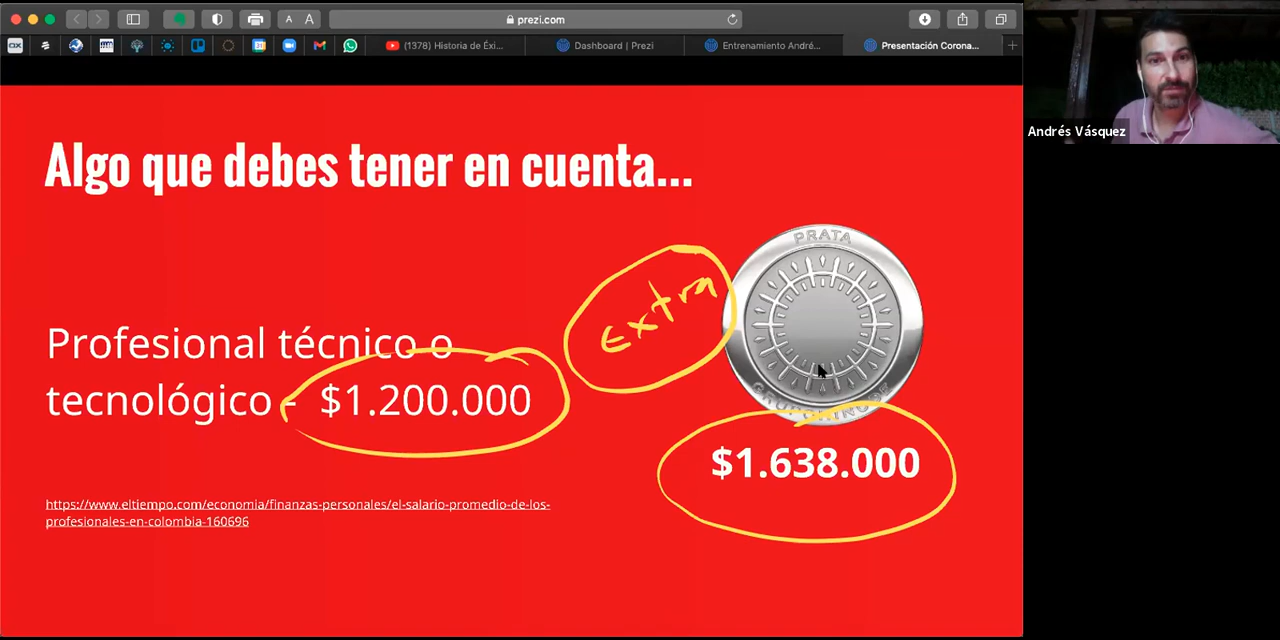 prezi.com
A A
(1378) Historia de Éxi...
Dashboard | Prezi
Entrenamiento André...
Presentación Corona...
Andrés Vásquez
Algo que debes tener en cuenta...
PRATA
Extra
Profesional técnico o
tecnológico - $1.200.000
GRUPO HINODE
$1.638.000
https://www.eltiempo.com/economia/finanzas-personales/el-salario-promedio-de-los-
profesionales-en-colombia-160696